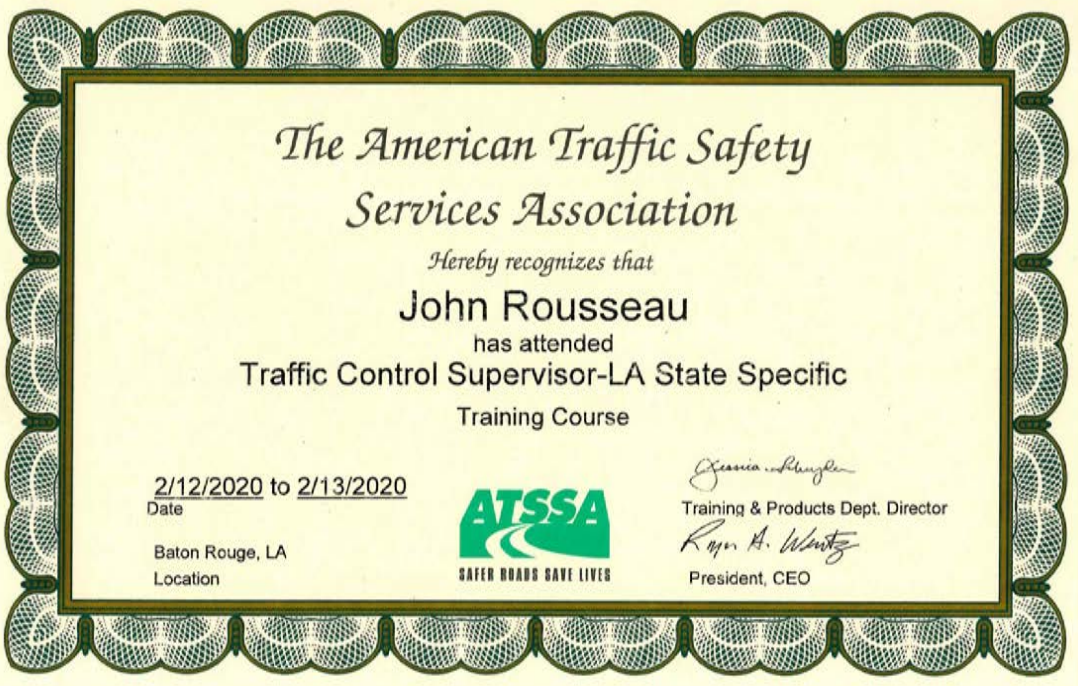 The American Traffic Safety
Services Association
Hereby recognizes that
John Rousseau
has attended
Traffic Control Supervisor-LA State Specific
Training Course
2/12/2020 to 2/13/2020
Date
Baton Rouge, LA
Location
ATSSA
SAFER ROADS SAVE LIVES
Training & Products Dept. Director
A. Wentz
President, CEO